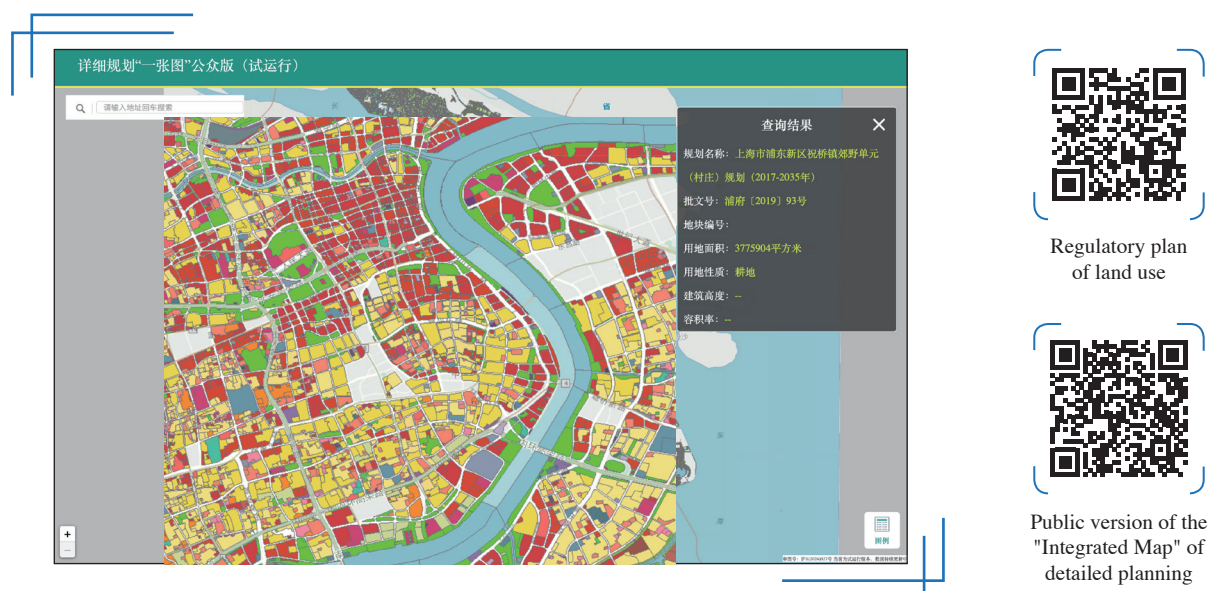 详细规划“一张图”公众版（试运行）
请输入地址回车搜索
省
查询结果
规划名称：上海市浦东新区祝桥镇郊野单元
（村庄）规划（2017-2035年）
批文号：浦府〔2019〕93号
地块编号：
用地面积：3775904平方米
用地性质：耕地
建筑高度：--
容积率：--
4
东
海
+
−
图例
Regulatory plan
of land use
Public version of the
"Integrated Map" of
detailed planning